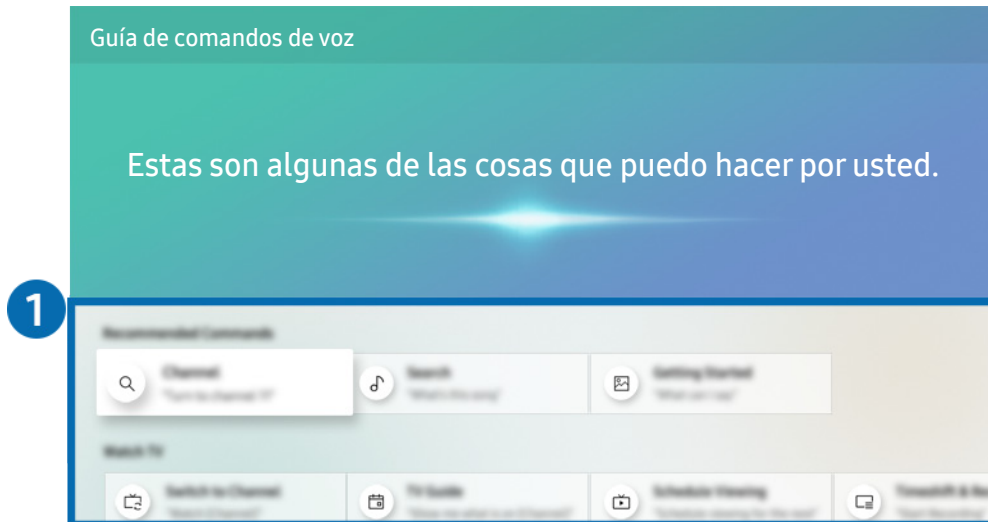 Guía de comandos de voz
Estas son algunas de las cosas que puedo hacer por usted.
1
Recommended Commands
Channel
"Turn to channel 11"
Search
"What's this song"
Getting Started
"What can I say"
Watch TV
Switch to Channel
TV Guide
Schedule Viewing